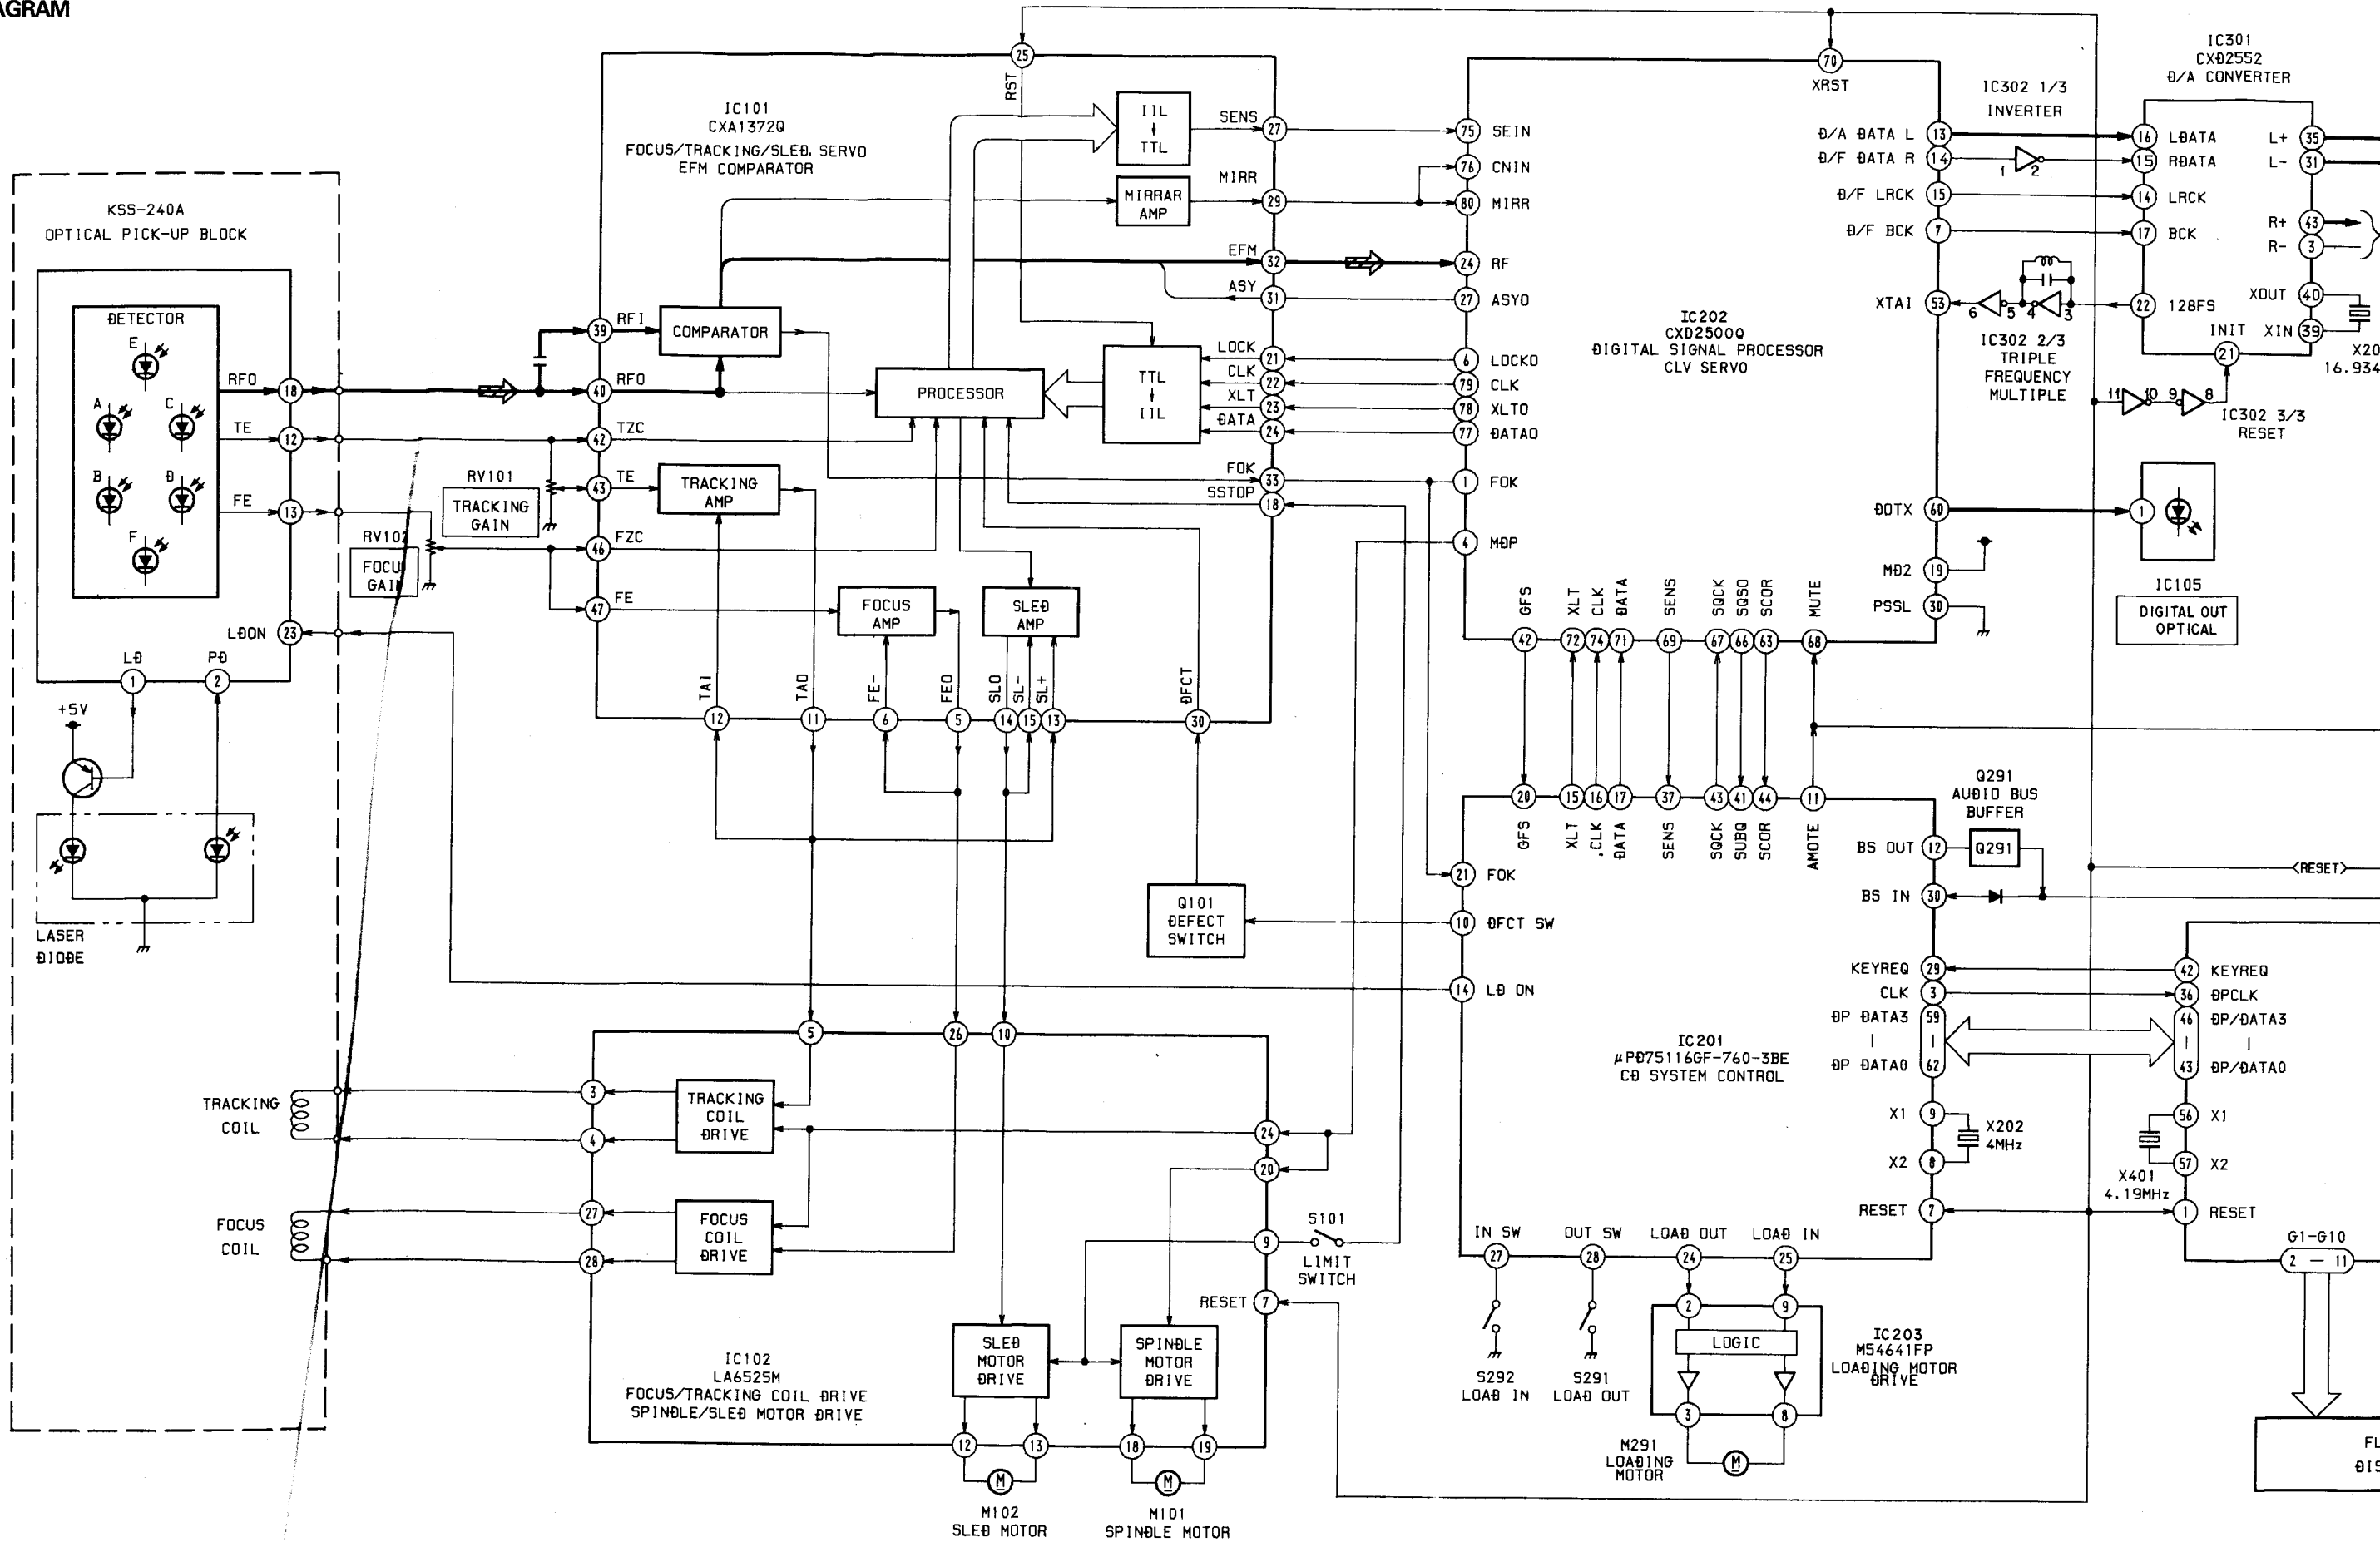 AGRAM
KSS-240A
OPTICAL PICK-UP BLOCK
DETECTOR
E
A
C
B
D
F
RFO
18
TE
12
FE
13
LDON
23
LD
PD
1
2
+5V
LASER
DIODE
TRACKING
COIL
FOCUS
COIL
RV101
TRACKING
GAIN
RV102
FOCU
GAI
IC101
CXA1372Q
FOCUS/TRACKING/SLED, SERVO
EFM COMPARATOR
25
RST
IIL
TTL
SENS
27
MIRRAR
AMP
MIRR
29
EFM
32
ASY
31
39
RFI
COMPARATOR
40
RFO
PROCESSOR
TTL
IIL
LOCK
21
CLK
22
XLT
23
DATA
24
42
TZC
43
TE
TRACKING
AMP
FOK
33
SSTOP
18
46
FZC
47
FE
FOCUS
AMP
SLED
AMP
TAI
TAO
FE-
FEO
SLO
SL-
SL+
DFCT
12
11
6
5
14
15
13
30
Q101
DEFECT
SWITCH
5
26
10
3
TRACKING
COIL
DRIVE
4
27
FOCUS
COIL
DRIVE
28
24
20
9
S101
LIMIT
SWITCH
RESET
7
SLED
MOTOR
DRIVE
SPINDLE
MOTOR
DRIVE
IC102
LA6525M
FOCUS/TRACKING COIL DRIVE
SPINDLE/SLED MOTOR DRIVE
12
13
18
19
M
M
M102
SLED MOTOR
M101
SPINDLE MOTOR
70
XRST
75
SEIN
76
CNIN
80
MIRR
24
RF
27
ASYO
6
LOCKO
79
CLK
78
XLTO
77
DATAO
1
FOK
4
MDP
IC202
CXD2500Q
DIGITAL SIGNAL PROCESSOR
CLV SERVO
D/A DATA L
13
D/F DATA R
14
D/F LRCK
15
D/F BCK
7
XTAI
53
DOTX
60
MD2
19
PSSL
30
GFS
XLT
CLK
DATA
SENS
SQCK
SQSO
SCOR
MUTE
42
72
74
71
69
67
66
63
68
20
15
16
17
37
43
41
44
11
GFS
XLT
.CLK
DATA
SENS
SQCK
SUBQ
SCOR
AMOTE
21
FOK
10
DFCT SW
14
LD ON
IC201
μPD75116GF-760-3BE
CD SYSTEM CONTROL
Q291
AUDIO BUS
BUFFER
BS OUT
12
Q291
BS IN
30
KEYREQ
29
CLK
3
DP DATA3
59
DP DATA0
62
X1
9
X202
4MHz
X2
8
RESET
7
IN SW
OUT SW
LOAD OUT
LOAD IN
27
28
24
25
S292
LOAD IN
S291
LOAD OUT
2
9
LOGIC
3
8
IC203
M54641FP
LOADING MOTOR
DRIVE
M291
LOADING
MOTOR
M
IC302 1/3
INVERTER
1
2
IC301
CXD2552
D/A CONVERTER
16
LDATA
15
RDATA
14
LRCK
17
BCK
22
128FS
L+
35
L-
31
R+
43
R-
3
XOUT
40
XIN
39
INIT
21
X20
16.934
6
5
4
3
IC302 2/3
TRIPLE
FREQUENCY
MULTIPLE
11
10
9
8
IC302 3/3
RESET
1
IC105
DIGITAL OUT
OPTICAL
<RESET>
42
KEYREQ
36
DPCLK
46
DP/DATA3
43
DP/DATA0
56
X1
57
X2
X401
4.19MHz
1
RESET
G1-G10
2 — 11
FL
DIS